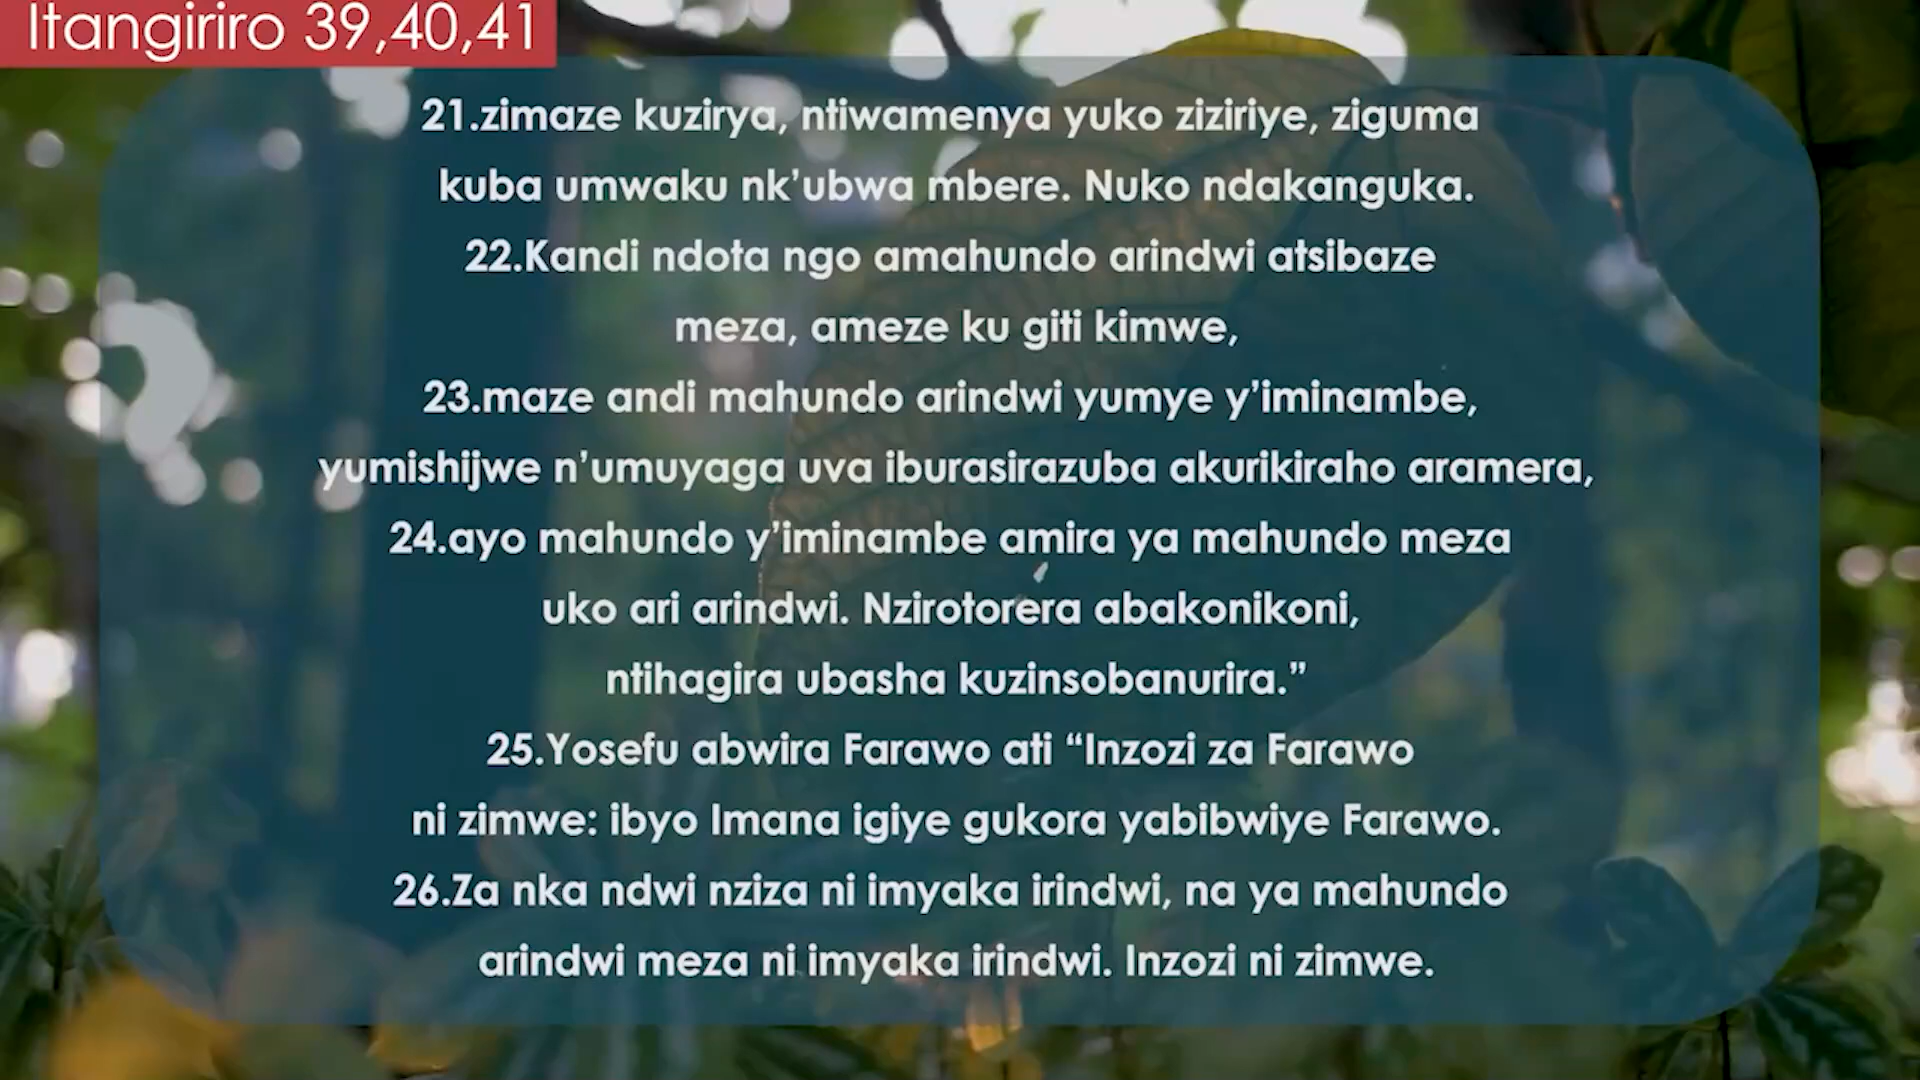 Itangiriro 39,40,41
21.zimaze kuzirya, ntiwamenya yuko ziziriye, ziguma
kuba umwaku nk’ubwa mbere. Nuko ndakanguka.
22.Kandi ndota ngo amahundo arindwi atsibaze
meza, ameze ku giti kimwe,
23.maze andi mahundo arindwi yumye y’iminambe,
yumishijwe n’umuyaga uva iburasirazuba akurikiraho aramera,
24.ayo mahundo y’iminambe amira ya mahundo meza
uko ari arindwi. Nzirotorera abakonikoni,
ntihagira ubasha kuzinsobanurira.”
25.Yosefu abwira Farawo ati “Inzozi za Farawo
ni zimwe: ibyo Imana igiye gukora yabibwiye Farawo.
26.Za nka ndwi nziza ni imyaka irindwi, na ya mahundo
arindwi meza ni imyaka irindwi. Inzozi ni zimwe.